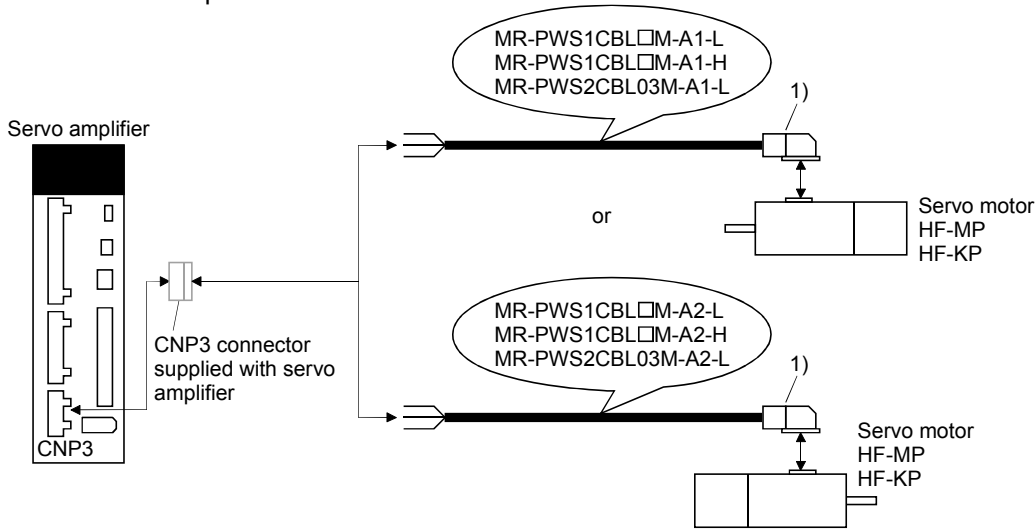 MR-PWS1CBL□M-A1-L
MR-PWS1CBL□M-A1-H
MR-PWS2CBL03M-A1-L
1)
Servo amplifier
Servo motor
HF-MP
HF-KP
or
CNP3 connector
supplied with servo
amplifier
MR-PWS1CBL□M-A2-L
MR-PWS1CBL□M-A2-H
MR-PWS2CBL03M-A2-L
1)
CNP3
Servo motor
HF-MP
HF-KP